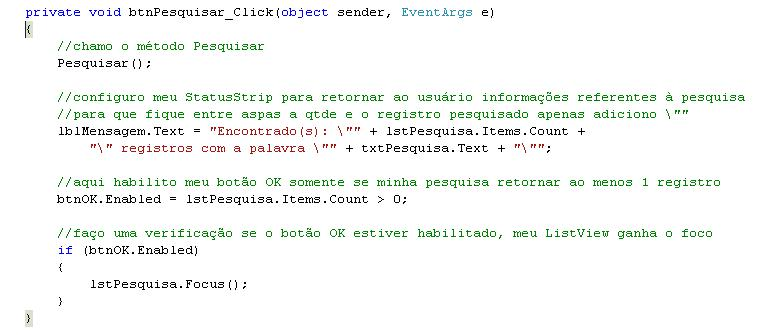 private void btnPesquisar_Click(object sender, EventArgs e)
{
    //chamo o método Pesquisar
    Pesquisar();

    //configuro meu StatusStrip para retornar ao usuário informações referentes à pesquisa
    //para que fique entre aspas a qtde e o registro pesquisado apenas adiciono \""
    lblMensagem.Text = "Encontrado(s): \"" + lstPesquisa.Items.Count +
        "\" registros com a palavra \"" + txtPesquisa.Text + "\"";

    //aqui habilito meu botão OK somente se minha pesquisa retornar ao menos 1 registro
    btnOK.Enabled = lstPesquisa.Items.Count > 0;

    //faço uma verificação se o botão OK estiver habilitado, meu ListView ganha o foco
    if (btnOK.Enabled)
    {
        lstPesquisa.Focus();
    }
}